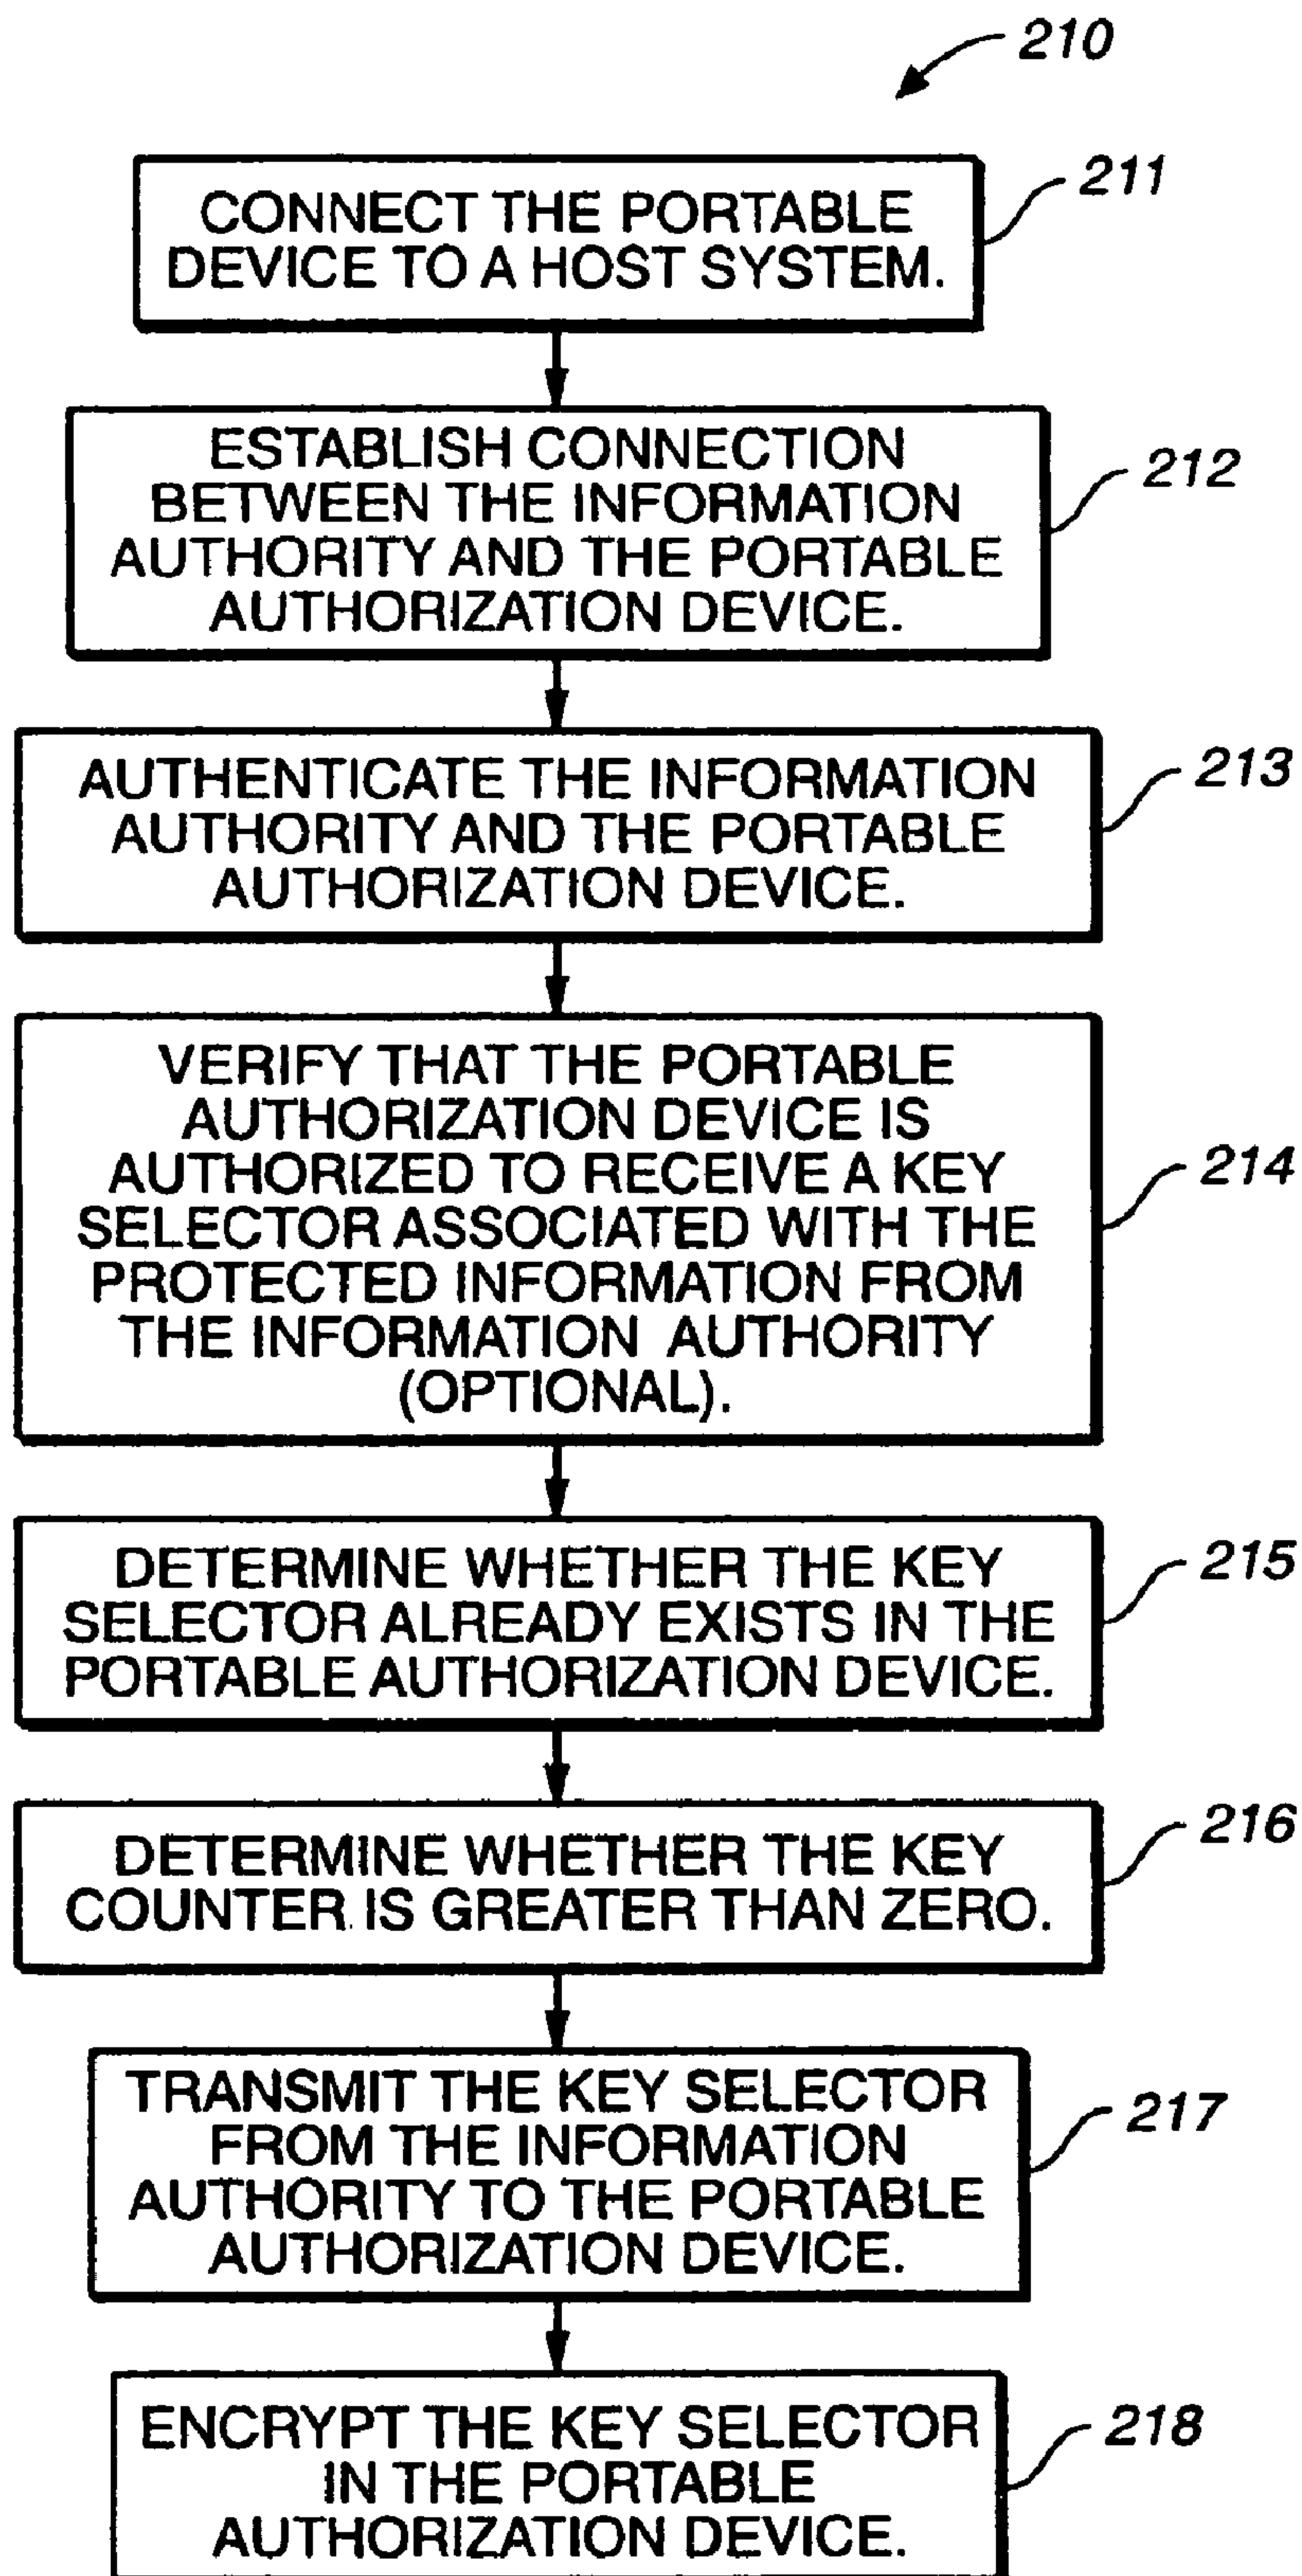 210
CONNECT THE PORTABLE
DEVICE TO A HOST SYSTEM.
211
ESTABLISH CONNECTION
BETWEEN THE INFORMATION
AUTHORITY AND THE PORTABLE
AUTHORIZATION DEVICE.
212
AUTHENTICATE THE INFORMATION
AUTHORITY AND THE PORTABLE
AUTHORIZATION DEVICE.
213
VERIFY THAT THE PORTABLE
AUTHORIZATION DEVICE IS
AUTHORIZED TO RECEIVE A KEY
SELECTOR ASSOCIATED WITH THE
PROTECTED INFORMATION FROM
THE INFORMATION AUTHORITY
(OPTIONAL).
214
DETERMINE WHETHER THE KEY
SELECTOR ALREADY EXISTS IN THE
PORTABLE AUTHORIZATION DEVICE.
215
DETERMINE WHETHER THE KEY
COUNTER IS GREATER THAN ZERO.
216
TRANSMIT THE KEY SELECTOR
FROM THE INFORMATION
AUTHORITY TO THE PORTABLE
AUTHORIZATION DEVICE.
217
ENCRYPT THE KEY SELECTOR
IN THE PORTABLE
AUTHORIZATION DEVICE.
218